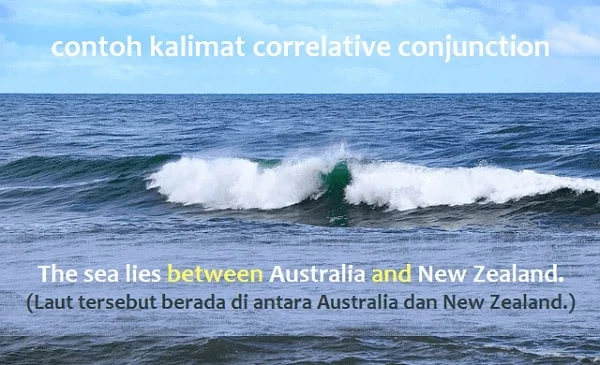 contoh kalimat correlative conjunction
The sea lies between Australia and New Zealand.
(Laut tersebut berada di antara Australia dan New Zealand.)